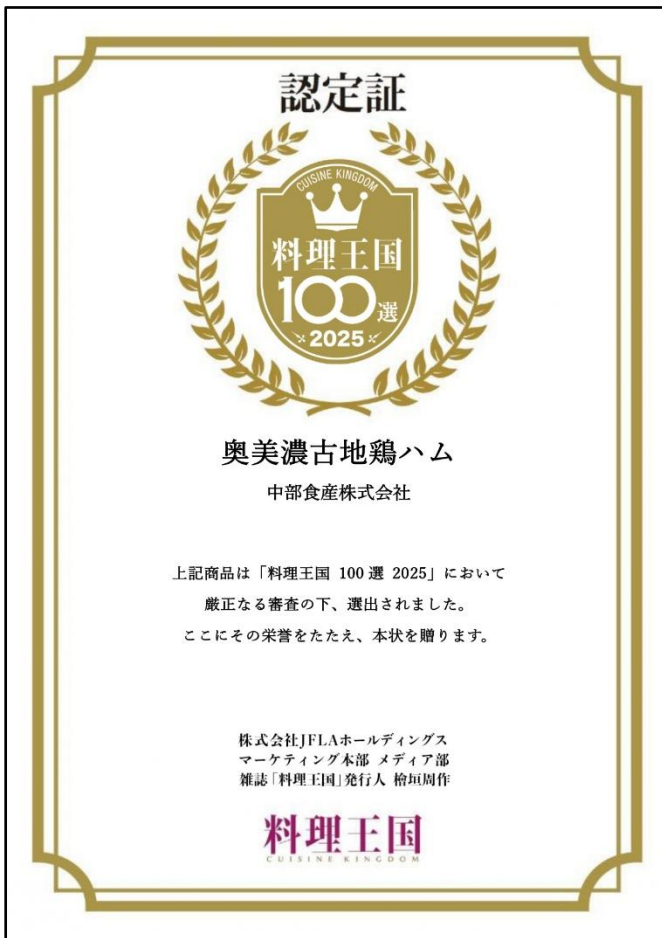 認定証
CUISINE KINGDOM
料理王国
100選
2025
奥美濃古地鶏ハム
中部食産株式会社
上記商品は「料理王国 100 選 2025」において
厳正なる審査の下、選出されました。
ここにその栄誉をたたえ、本状を贈ります。
株式会社JFLAホールディングス
マーケティング本部 メディア部
雑誌「料理王国」発行人 檜垣周作
料理王国
CUISINE KINGDOM